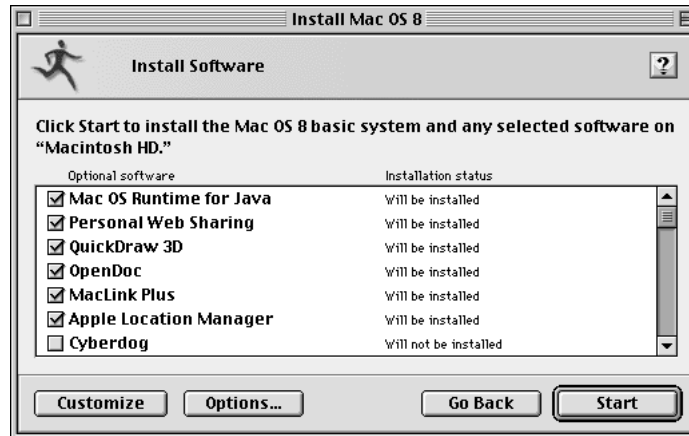 Install Mac OS 8
Install Software
?
Click Start to install the Mac OS 8 basic system and any selected software on
“Macintosh HD.”
Optional software Installation status
Mac OS Runtime for Java Will be installed
Personal Web Sharing Will be installed
QuickDraw 3D Will be installed
OpenDoc Will be installed
MacLink Plus Will be installed
Apple Location Manager Will be installed
Cyberdog Will not be installed
Customize Options... Go Back Start